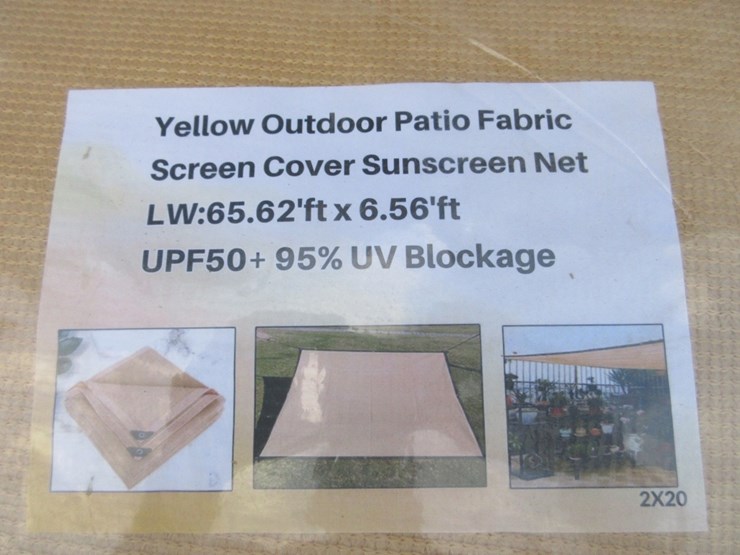 Yellow Outdoor Patio Fabric
Screen Cover Sunscreen Net
LW:65.62'ft x 6.56'ft
UPF50+ 95% UV Blockage
2X20